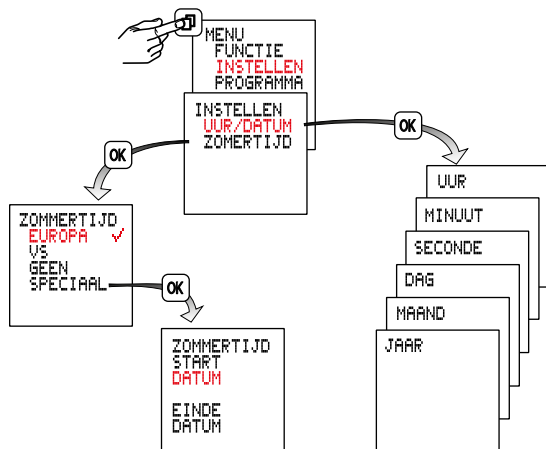 MENU
FUNCTIE
INSTELLEN
PROGRAMMA
INSTELLEN
UUR/DATUM
ZOMERTIJD
OK
OK
ZOMMERTIJD
EUROPA ✓
VS
GEEN
SPECIAAL
OK
ZOMMERTIJD
START
DATUM
EINDE
DATUM
UUR
MINUUT
SECONDE
DAG
MAAND
JAAR